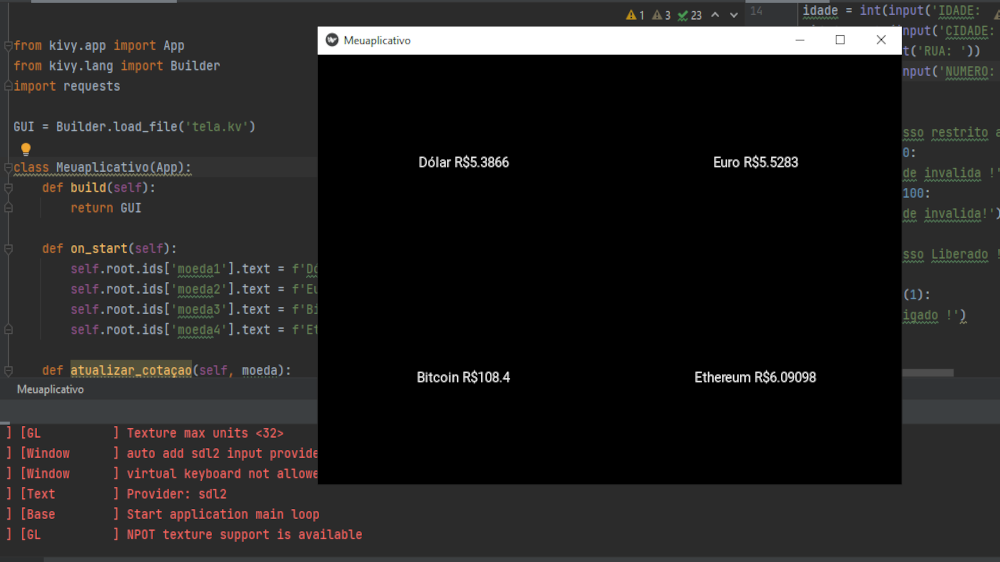 1 3 23
from kivy.app import App
from kivy.lang import Builder
import requests
GUI = Builder.load_file('tela.kv')
class Meuaplicativo(App):
def build(self):
return GUI
def on_start(self):
self.root.ids['moeda1'].text = f'Dó
self.root.ids['moeda2'].text = f'Eu
self.root.ids['moeda3'].text = f'Bi
self.root.ids['moeda4'].text = f'Et
def atualizar_cotaçao(self, moeda):
Meuaplicativo
Dólar R$5.3866
Euro R$5.5283
Bitcoin R$108.4
Ethereum R$6.09098
14
idade = int(input('IDADE:
input('CIDADE:
t('RUA: '))
input('NUMERO:
sso restrito a
0:
de invalida !'
100:
de invalida!')
sso Liberado !
(1):
igado !')
Meuaplicativo
] [GL ] Texture max units <32>
] [Window ] auto add sdl2 input provide
] [Window ] virtual keyboard not allowe
] [Text ] Provider: sdl2
] [Base ] Start application main loop
] [GL ] NPOT texture support is available